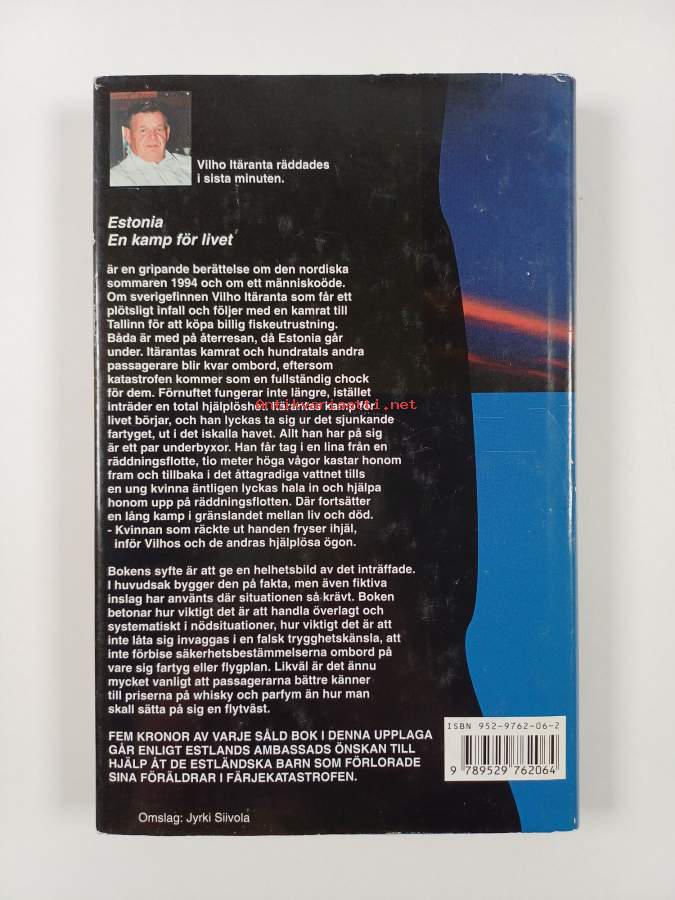 Vilho Itäranta räddades
i sista minuten.
Estonia
En kamp för livet
är en gripande berättelse om den nordiska
sommaren 1994 och om ett människoöde.
Om sverigefinnen Vilho Itäranta som får ett
plötsligt infall och följer med en kamrat till
Tallinn för att köpa billig fiskeutrustning.
Båda är med på återresan, då Estonia går
under. Itärantas kamrat och hundratals andra
passagerare blir kvar ombord, eftersom
katastrofen kommer som en fullständig chock
för dem. Förnuftet fungerar inte längre, istället
inträder en total hjälplöshet. Itärantas kamp för
livet börjar, och han lyckas ta sig ur det sjunkande
fartyget, ut i det iskalla havet. Allt han har på sig
är ett par underbyxor. Han får tag i en lina från en
räddningsflotte, tio meter höga vågor kastar honom
fram och tillbaka i det åttagradiga vattnet tills
en ung kvinna äntligen lyckas hala in och hjälpa
honom upp på räddningsflotten. Där fortsätter
en lång kamp i gränslandet mellan liv och död.
- Kvinnan som räckte ut handen fryser ihjäl,
inför Vilhos och de andras hjälplösa ögon.
Bokens syfte är att ge en helhetsbild av det inträffade.
I huvudsak bygger den på fakta, men även fiktiva
inslag har använts där situationen så krävt. Boken
betonar hur viktigt det är att handla överlagt och
systematiskt i nödsituationer, hur viktigt det är att
inte låta sig invaggas i en falsk trygghetskänsla, att
inte förbise säkerhetsbestämmelserna ombord på
vare sig fartyg eller flygplan. Likväl är det ännu
mycket vanligt att passagerarna bättre känner
till priserna på whisky och parfym än hur man
skall sätta på sig en flytväst.
FEM KRONOR AV VARJE SÅLD BOK I DENNA UPPLAGA
GÅR ENLIGT ESTLANDS AMBASSADS ÖNSKAN TILL
HJÄLP ÅT DE ESTLÄNDSKA BARN SOM FÖRLORADE
SINA FÖRÄLDRAR I FÄRJEKATASTROFEN.
Omslag: Jyrki Siivola
ISBN 952-9762-06-2
9 789529 762064
Antikvariaatti.net